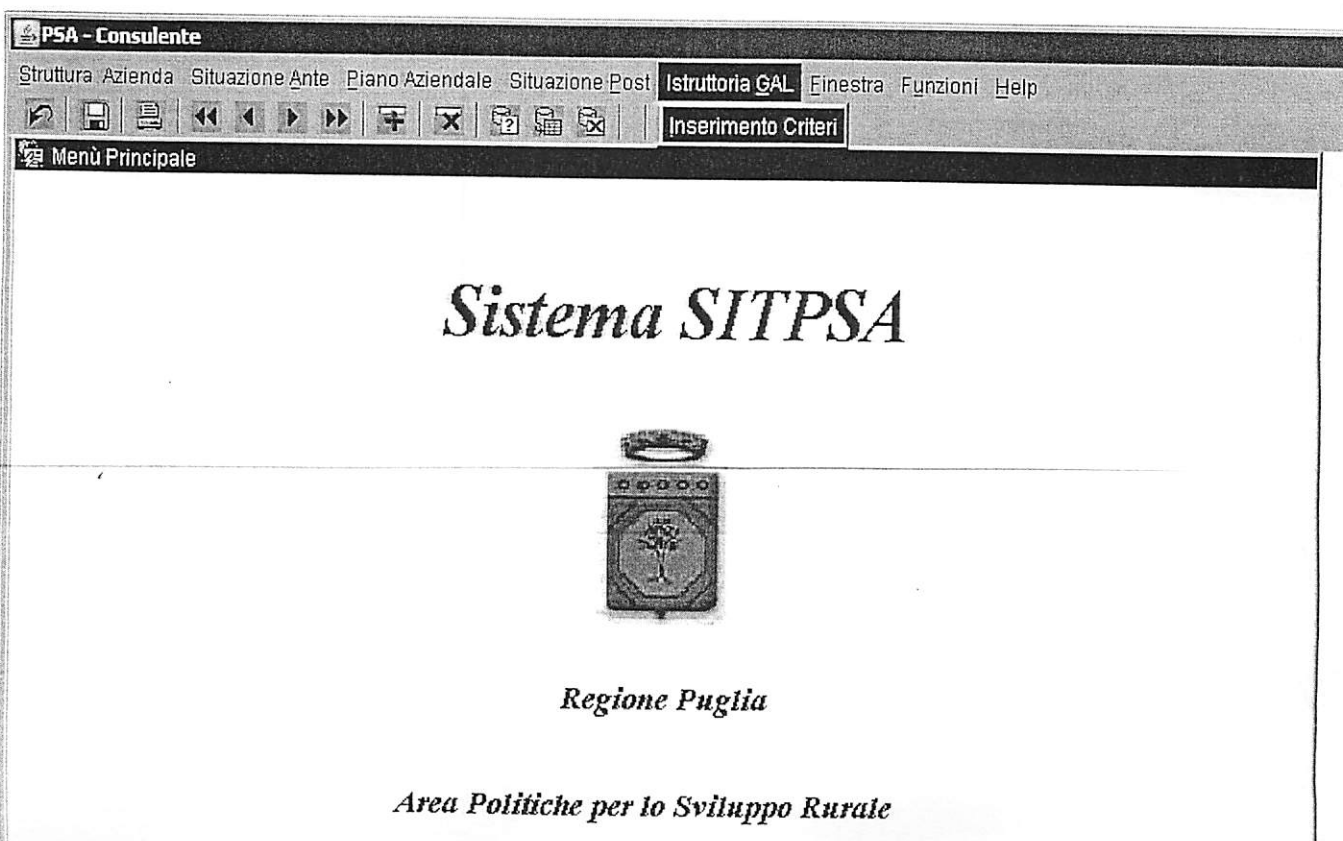 PSA - Consulente
Struttura Azienda Situazione Ante Piano Aziendale Situazione Post Istruttoria GAL Finestra Funzioni Help
Inserimento Criteri
Menù Principale
Sistema SITPSA
Regione Puglia
Area Politiche per lo Sviluppo Rurale